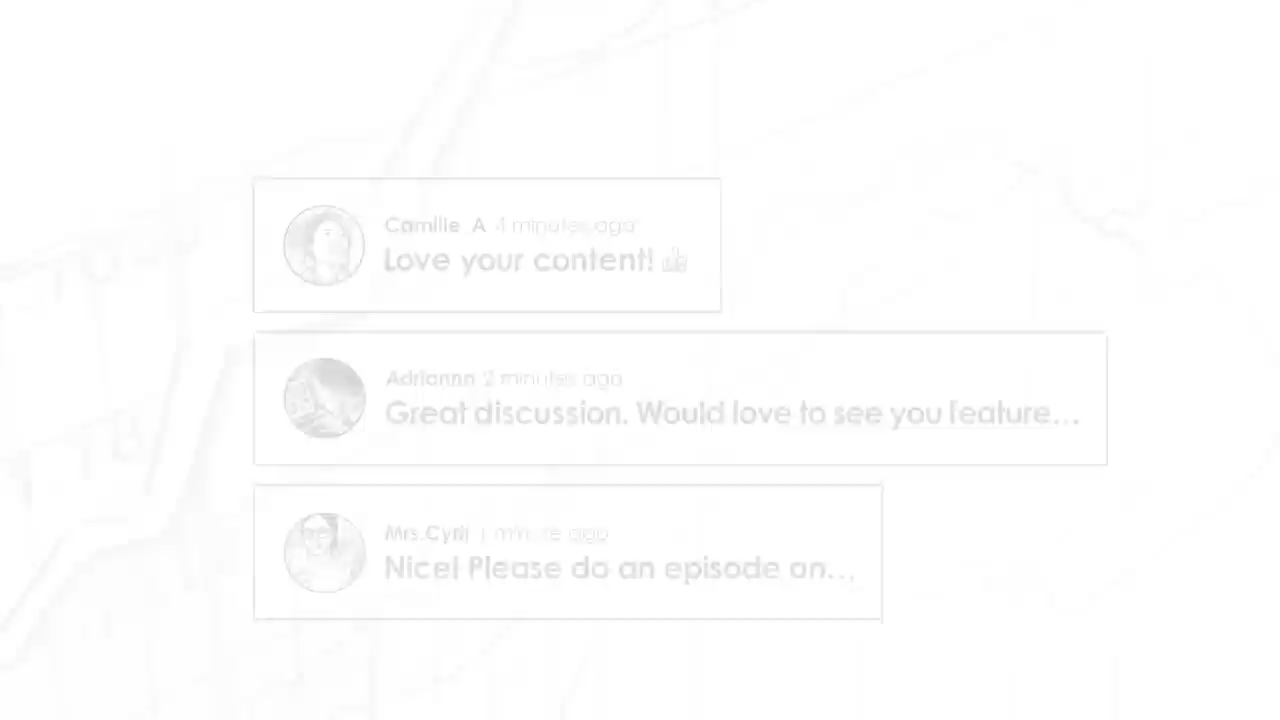 Camille_A 4 minutes ago
Love your content! 👍
Adrianna 2 minutes ago
Great discussion. Would love to see you feature...
Mrs.Cyril 1 minute ago
Nice! Please do an episode on...